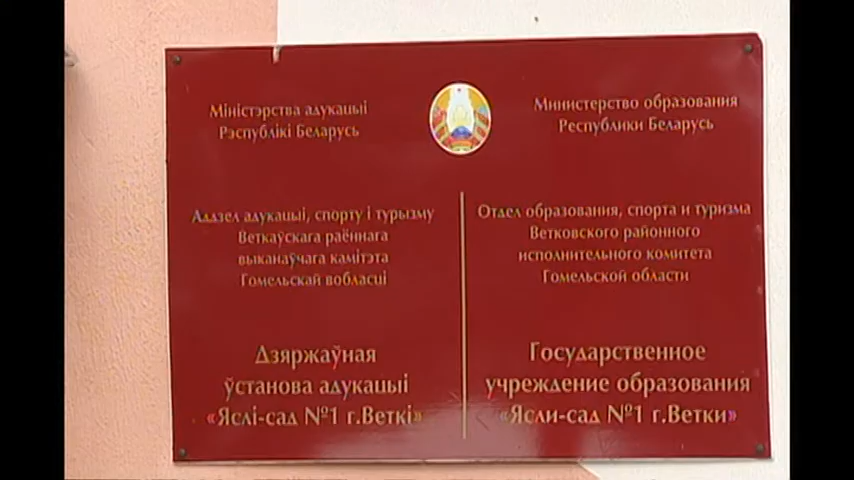 Міністэрства адукацыі
Рэспублікі Беларусь
Аддзел адукацыі, спорту і турызму
Веткаўскага раённага
выканаўчага камітэта
Гомельскай вобласці
Дзяржаўная
ўстанова адукацыі
«Яслі-сад №1 г.Веткі»
Министерство образования
Республики Беларусь
Отдел образования, спорта и туризма
Ветковского районного
исполнительного комитета
Гомельской области
Государственное
учреждение образования
«Ясли-сад №1 г.Ветки»